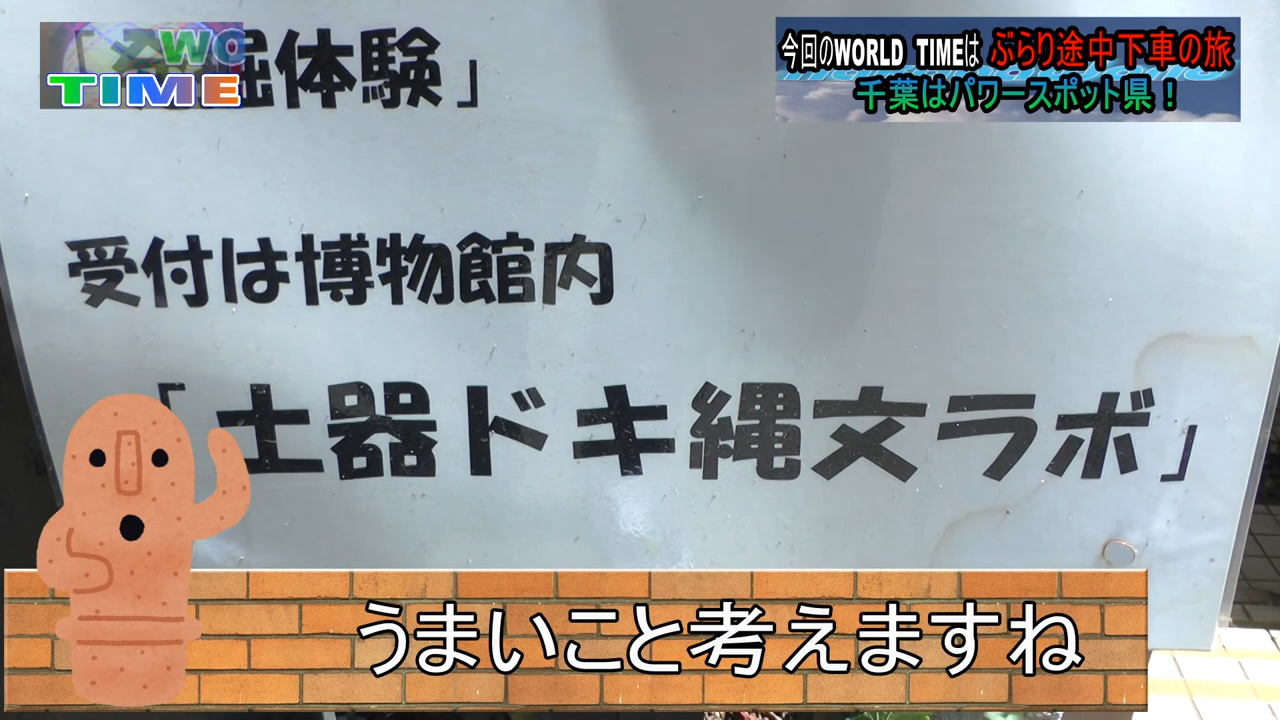 WO
TIME
今回のWORLD TIMEは ぶらり途中下車の旅
千葉はパワースポット県！
掘体験」
受付は博物館内
「土器ドキ縄文ラボ」
うまいこと考えますね